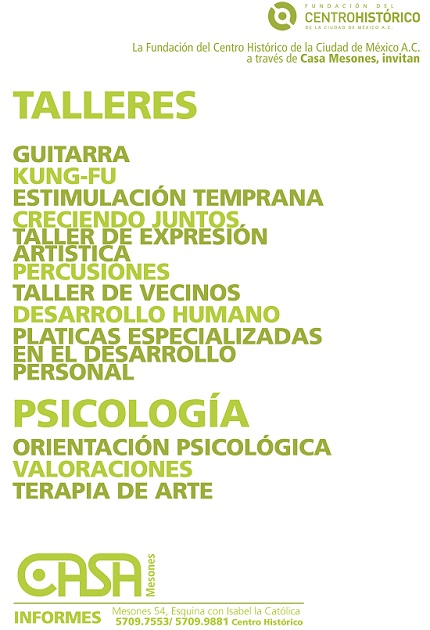 FUNDACIÓN DEL
CENTROHISTÓRICO
DE LA CIUDAD DE MÉXICO A.C.
La Fundación del Centro Histórico de la Ciudad de México A.C.
a través de Casa Mesones, invitan
TALLERES
GUITARRA
KUNG-FU
ESTIMULACIÓN TEMPRANA
CRECIENDO JUNTOS
TALLER DE EXPRESIÓN
ARTÍSTICA
PERCUSIONES
TALLER DE VECINOS
DESARROLLO HUMANO
PLATICAS ESPECIALIZADAS
EN EL DESARROLLO
PERSONAL
PSICOLOGÍA
ORIENTACIÓN PSICOLÓGICA
VALORACIONES
TERAPIA DE ARTE
CASA
Mesones
INFORMES
Mesones 54, Esquina con Isabel la Católica
5709.7553/ 5709.9881 Centro Histórico